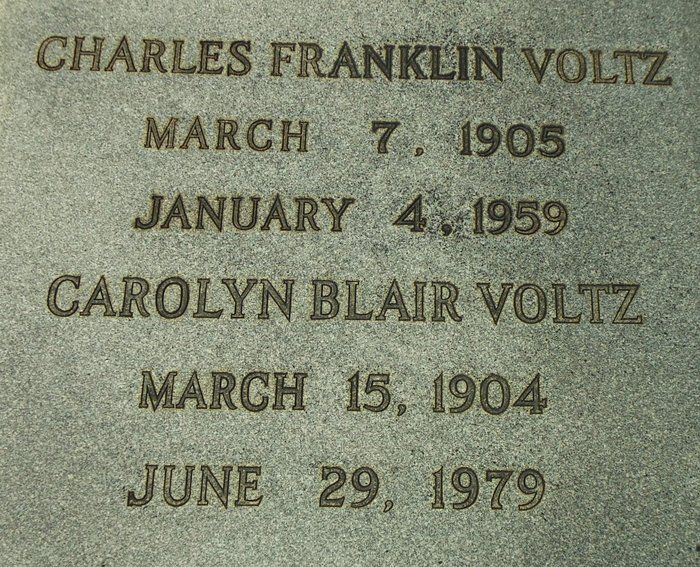 CHARLES FRANKLIN VOLTZ
MARCH 7, 1905
JANUARY 4, 1959
CAROLYN BLAIR VOLTZ
MARCH 15, 1904
JUNE 29, 1979